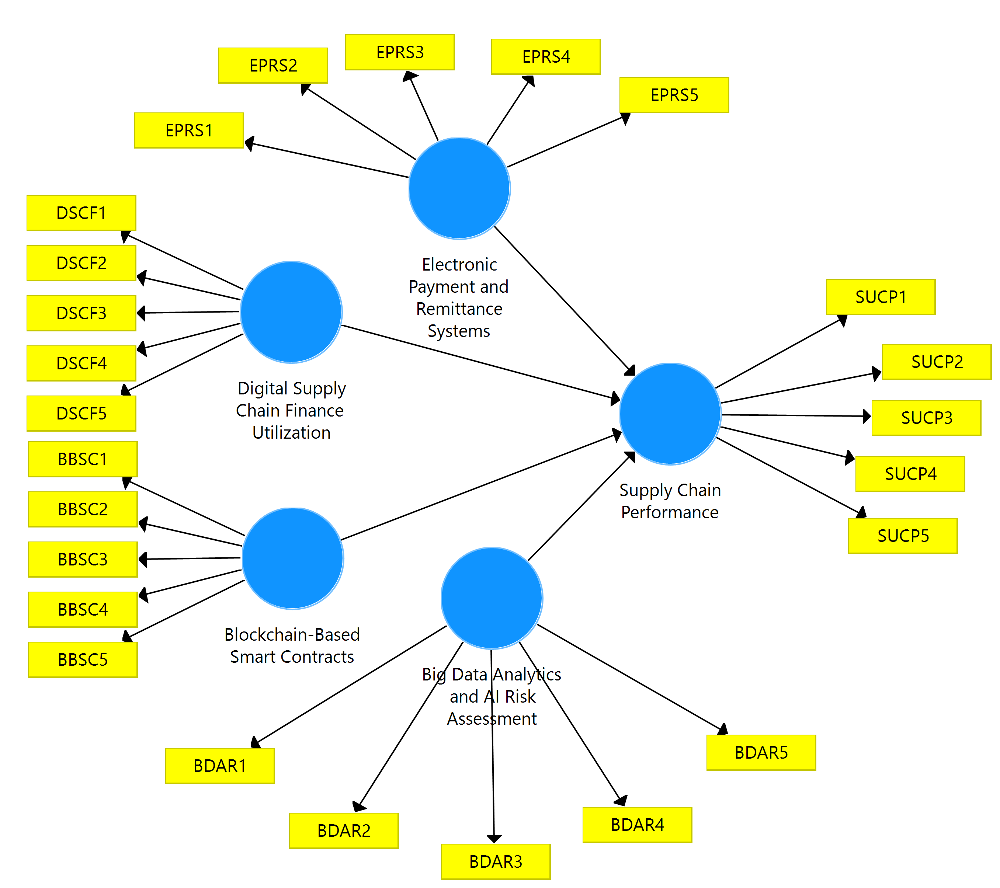 EPRS3
EPRS4
EPRS2
EPRS5
EPRS1
DSCF1
DSCF2
DSCF3
DSCF4
DSCF5
Electronic
Payment and
Remittance
Systems
Digital Supply
Chain Finance
Utilization
SUCP1
SUCP2
SUCP3
SUCP4
SUCP5
Supply Chain
Performance
BBSC1
BBSC2
BBSC3
BBSC4
BBSC5
Blockchain-Based
Smart Contracts
Big Data Analytics
and AI Risk
Assessment
BDAR1
BDAR2
BDAR3
BDAR4
BDAR5